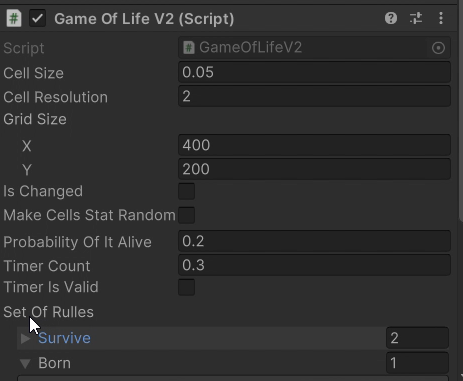 Game Of Life V2 (Script)
Script GameOfLifeV2
Cell Size 0.05
Cell Resolution 2
Grid Size
X 400
Y 200
Is Changed
Make Cells Stat Random
Probability Of It Alive 0.2
Timer Count 0.3
Timer Is Valid
Set Of Rulles
Survive 2
Born 1